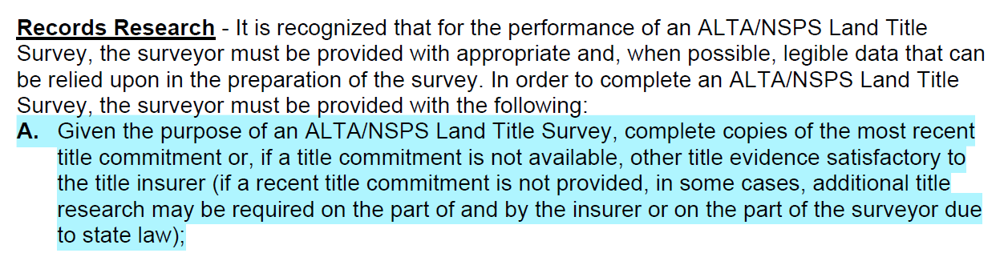 Records Research - It is recognized that for the performance of an ALTA/NSPS Land Title
Survey, the surveyor must be provided with appropriate and, when possible, legible data that can
be relied upon in the preparation of the survey. In order to complete an ALTA/NSPS Land Title
Survey, the surveyor must be provided with the following:
A. Given the purpose of an ALTA/NSPS Land Title Survey, complete copies of the most recent
title commitment or, if a title commitment is not available, other title evidence satisfactory to
the title insurer (if a recent title commitment is not provided, in some cases, additional title
research may be required on the part of and by the insurer or on the part of the surveyor due
to state law);